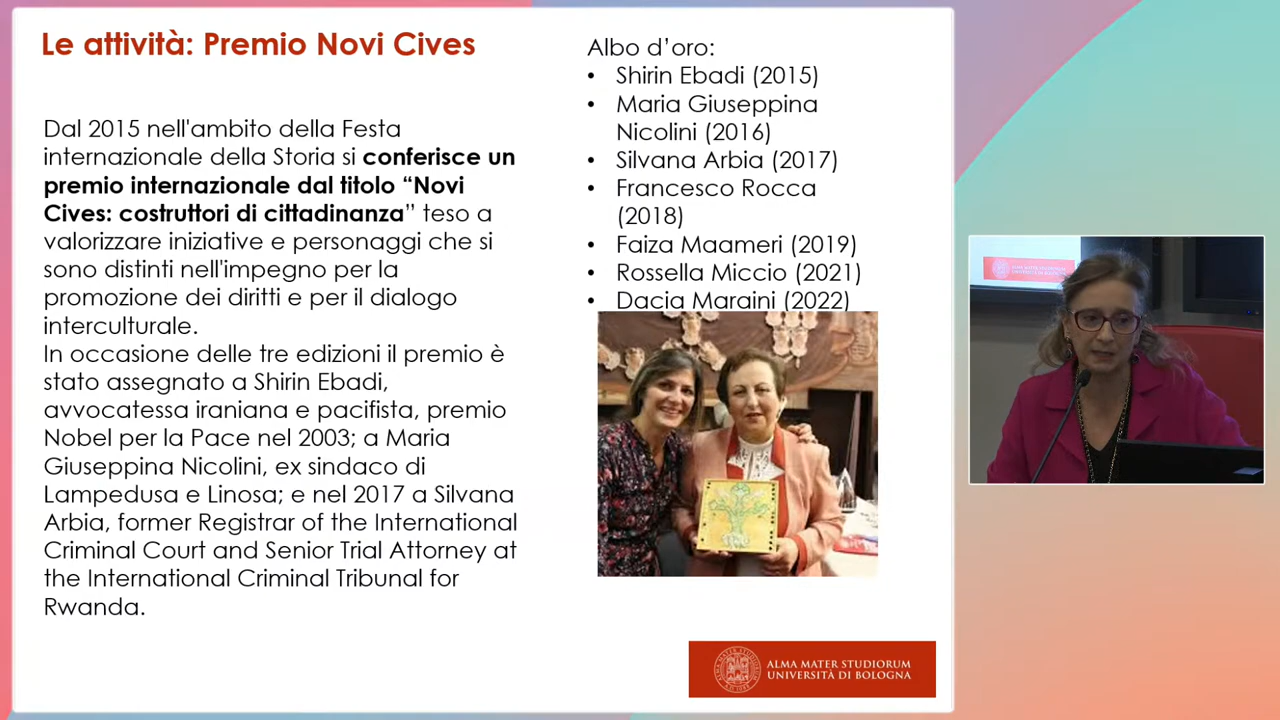 Le attività: Premio Novi Cives
Dal 2015 nell'ambito della Festa
internazionale della Storia si conferisce un
premio internazionale dal titolo “Novi
Cives: costruttori di cittadinanza” teso a
valorizzare iniziative e personaggi che si
sono distinti nell'impegno per la
promozione dei diritti e per il dialogo
interculturale.
In occasione delle tre edizioni il premio è
stato assegnato a Shirin Ebadi,
avvocatessa iraniana e pacifista, premio
Nobel per la Pace nel 2003; a Maria
Giuseppina Nicolini, ex sindaco di
Lampedusa e Linosa; e nel 2017 a Silvana
Arbia, former Registrar of the International
Criminal Court and Senior Trial Attorney at
the International Criminal Tribunal for
Rwanda.
Albo d’oro:
• Shirin Ebadi (2015)
• Maria Giuseppina
Nicolini (2016)
• Silvana Arbia (2017)
• Francesco Rocca
(2018)
• Faiza Maameri (2019)
• Rossella Miccio (2021)
• Dacia Maraini (2022)
ALMA MATER STUDIORUM
UNIVERSITÀ DI BOLOGNA
ALMA MATER STUDIORUM